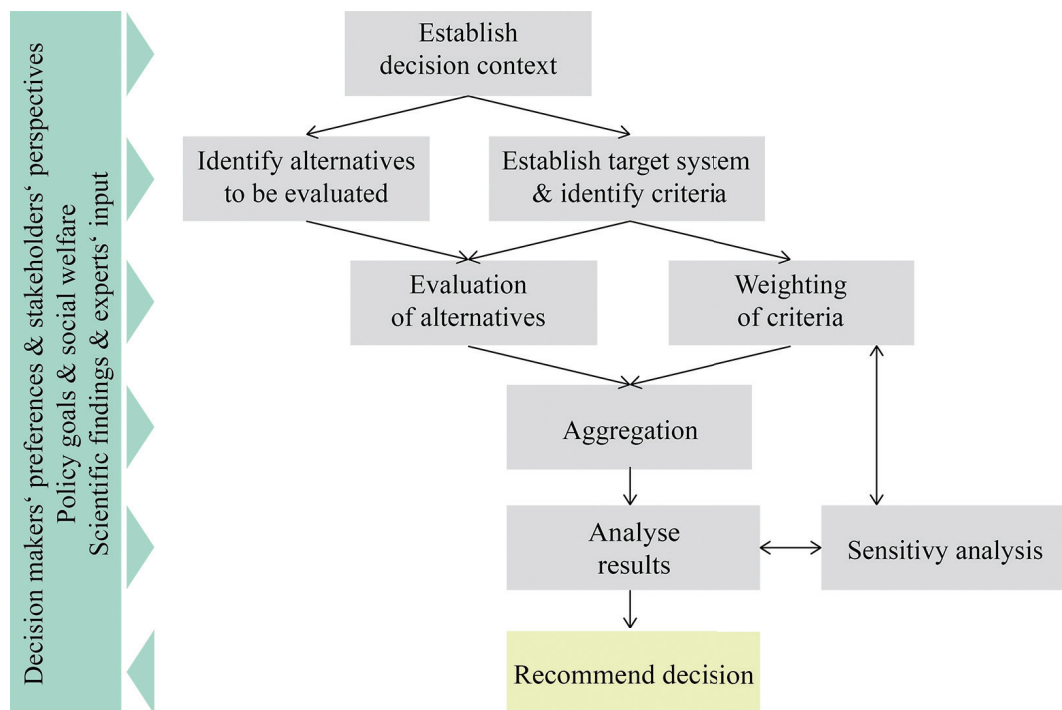 Decision makers‘ preferences & stakeholders‘ perspectives
Policy goals & social welfare
Scientific findings & experts‘ input
Establish
decision context
Identify alternatives
to be evaluated
Establish target system
& identify criteria
Evaluation
of alternatives
Weighting
of criteria
Aggregation
Analyse
results
Sensitivy analysis
Recommend decision